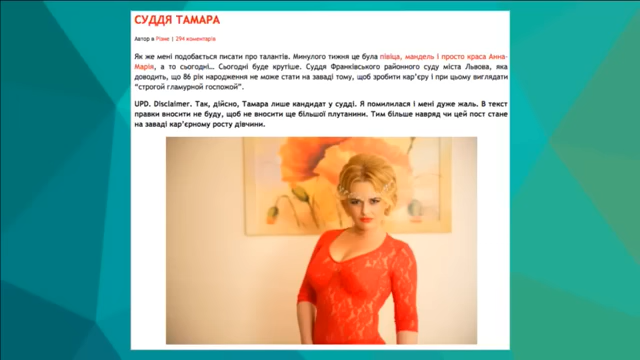 СУДДЯ ТАМАРА
Автор в Різне | 294 коментарів
Як же мені подобається писати про талантів. Минулого тижня це була півіца, мандель і просто краса Анна-
Марія, а то сьогодні... Сьогодні буде крутіше. Суддя Франківського районного суду міста Львова, яка
доводить, що 86 рік народження не може стати на заваді тому, щоб зробити кар'єру і при цьому виглядати
"строгой гламурной госпожой".
UPD. Disclaimer. Так, дійсно, Тамара лише кандидат у судді. Я помилилася і мені дуже жаль. В текст
правки вносити не буду, щоб не вносити ще більшої плутанини. Тим більше навряд чи цей пост стане
на заваді кар'єрному росту дівчини.